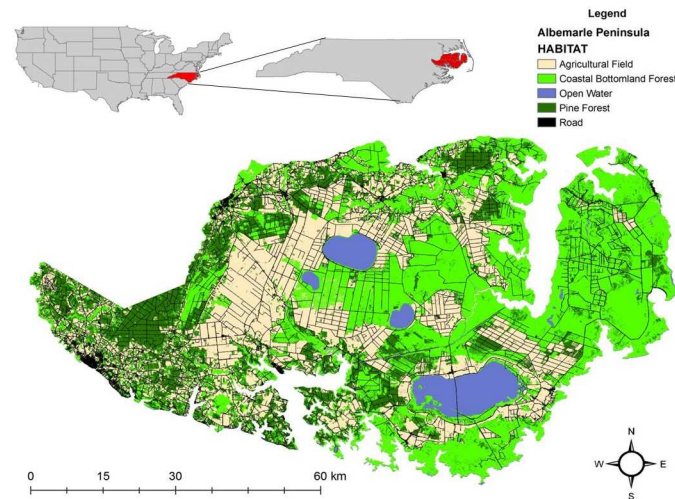 Legend
Albemarle Peninsula
HABITAT
Agricultural Field
Coastal Bottomland Forest
Open Water
Pine Forest
Road
N
W
E
S
0 15 30 60 km